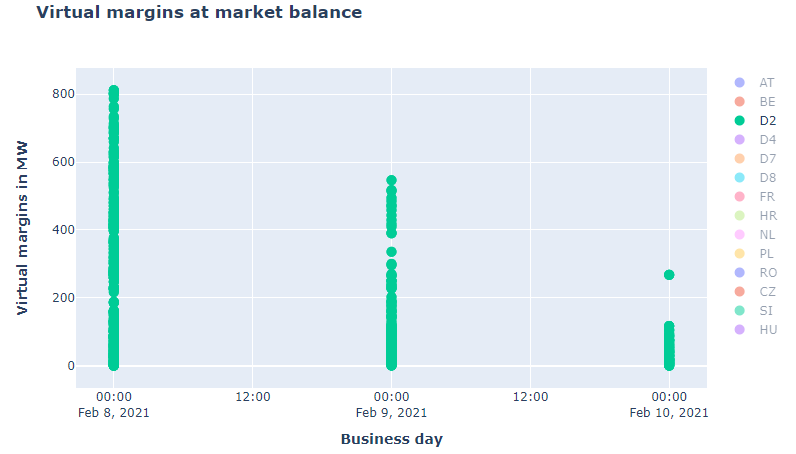 Virtual margins at market balance
Virtual margins in MW
800
600
400
200
0
00:00
Feb 8, 2021
12:00
00:00
Feb 9, 2021
12:00
00:00
Feb 10, 2021
Business day
AT
BE
D2
D4
D7
D8
FR
HR
NL
PL
RO
CZ
SI
HU